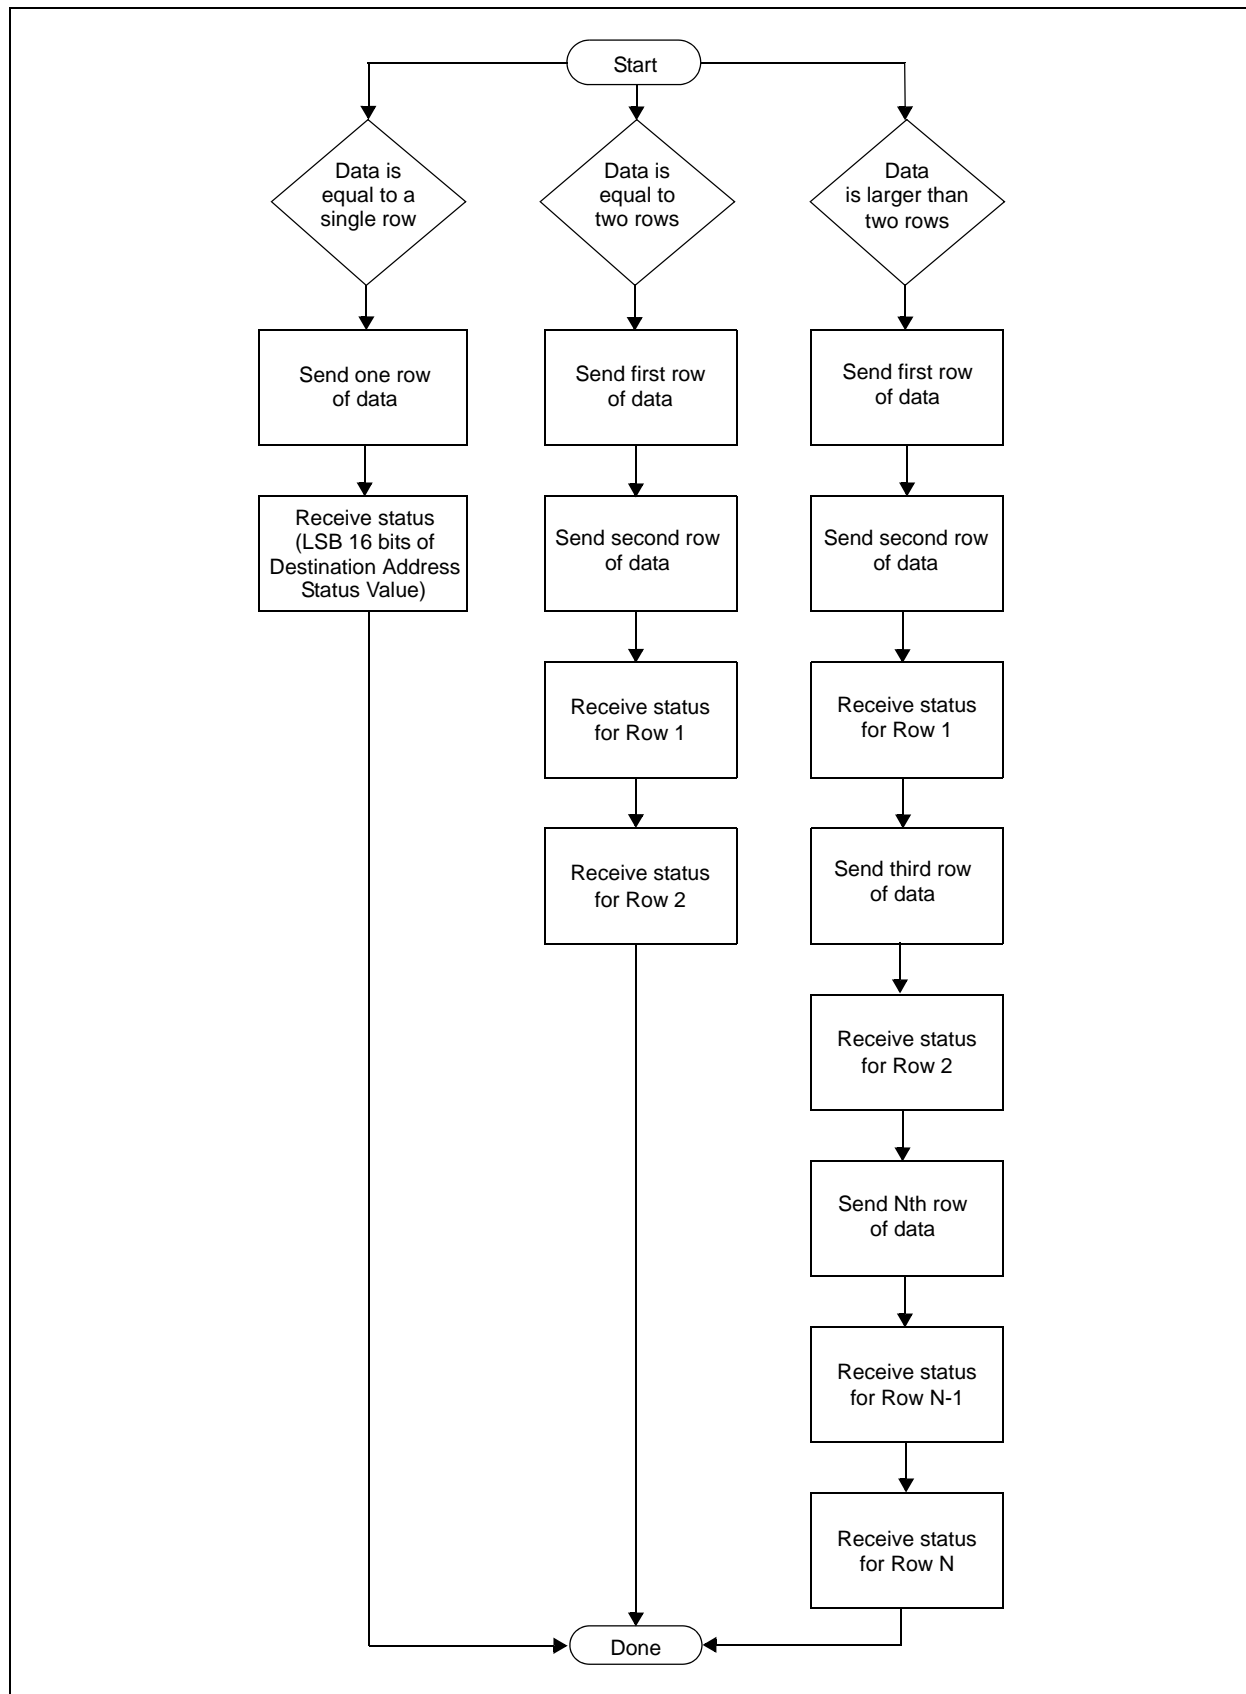 Start
Data is
equal to a
single row
Data is
equal to
two rows
Data
is larger than
two rows
Send one row
of data
Send first row
of data
Send first row
of data
Receive status
(LSB 16 bits of
Destination Address
Status Value)
Send second row
of data
Send second row
of data
Receive status
for Row 1
Receive status
for Row 1
Receive status
for Row 2
Send third row
of data
Receive status
for Row 2
Send Nth row
of data
Receive status
for Row N-1
Receive status
for Row N
Done